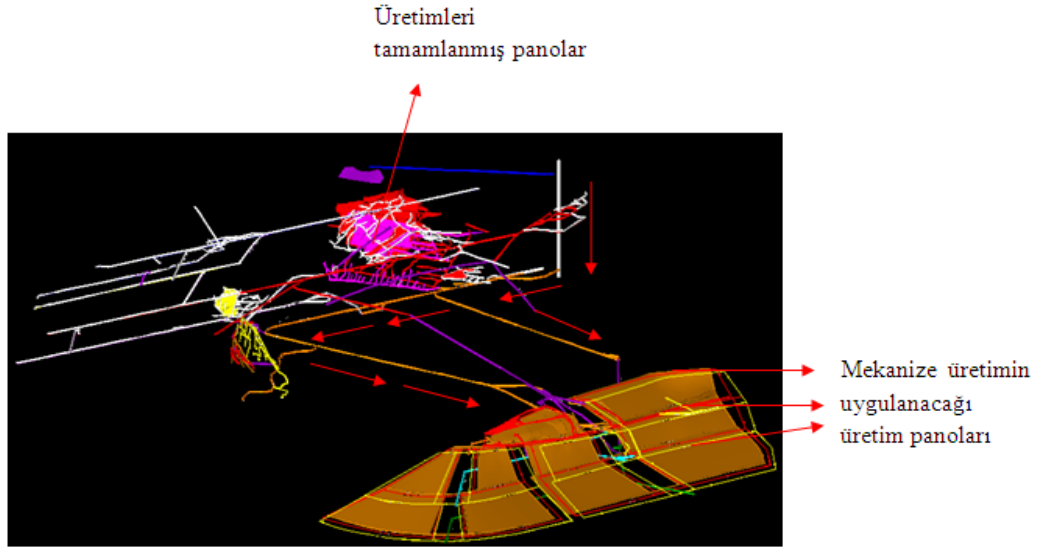 Üretimleri
tamamlanmış panolar
Mekanize üretimin
uygulanacağı
üretim panoları